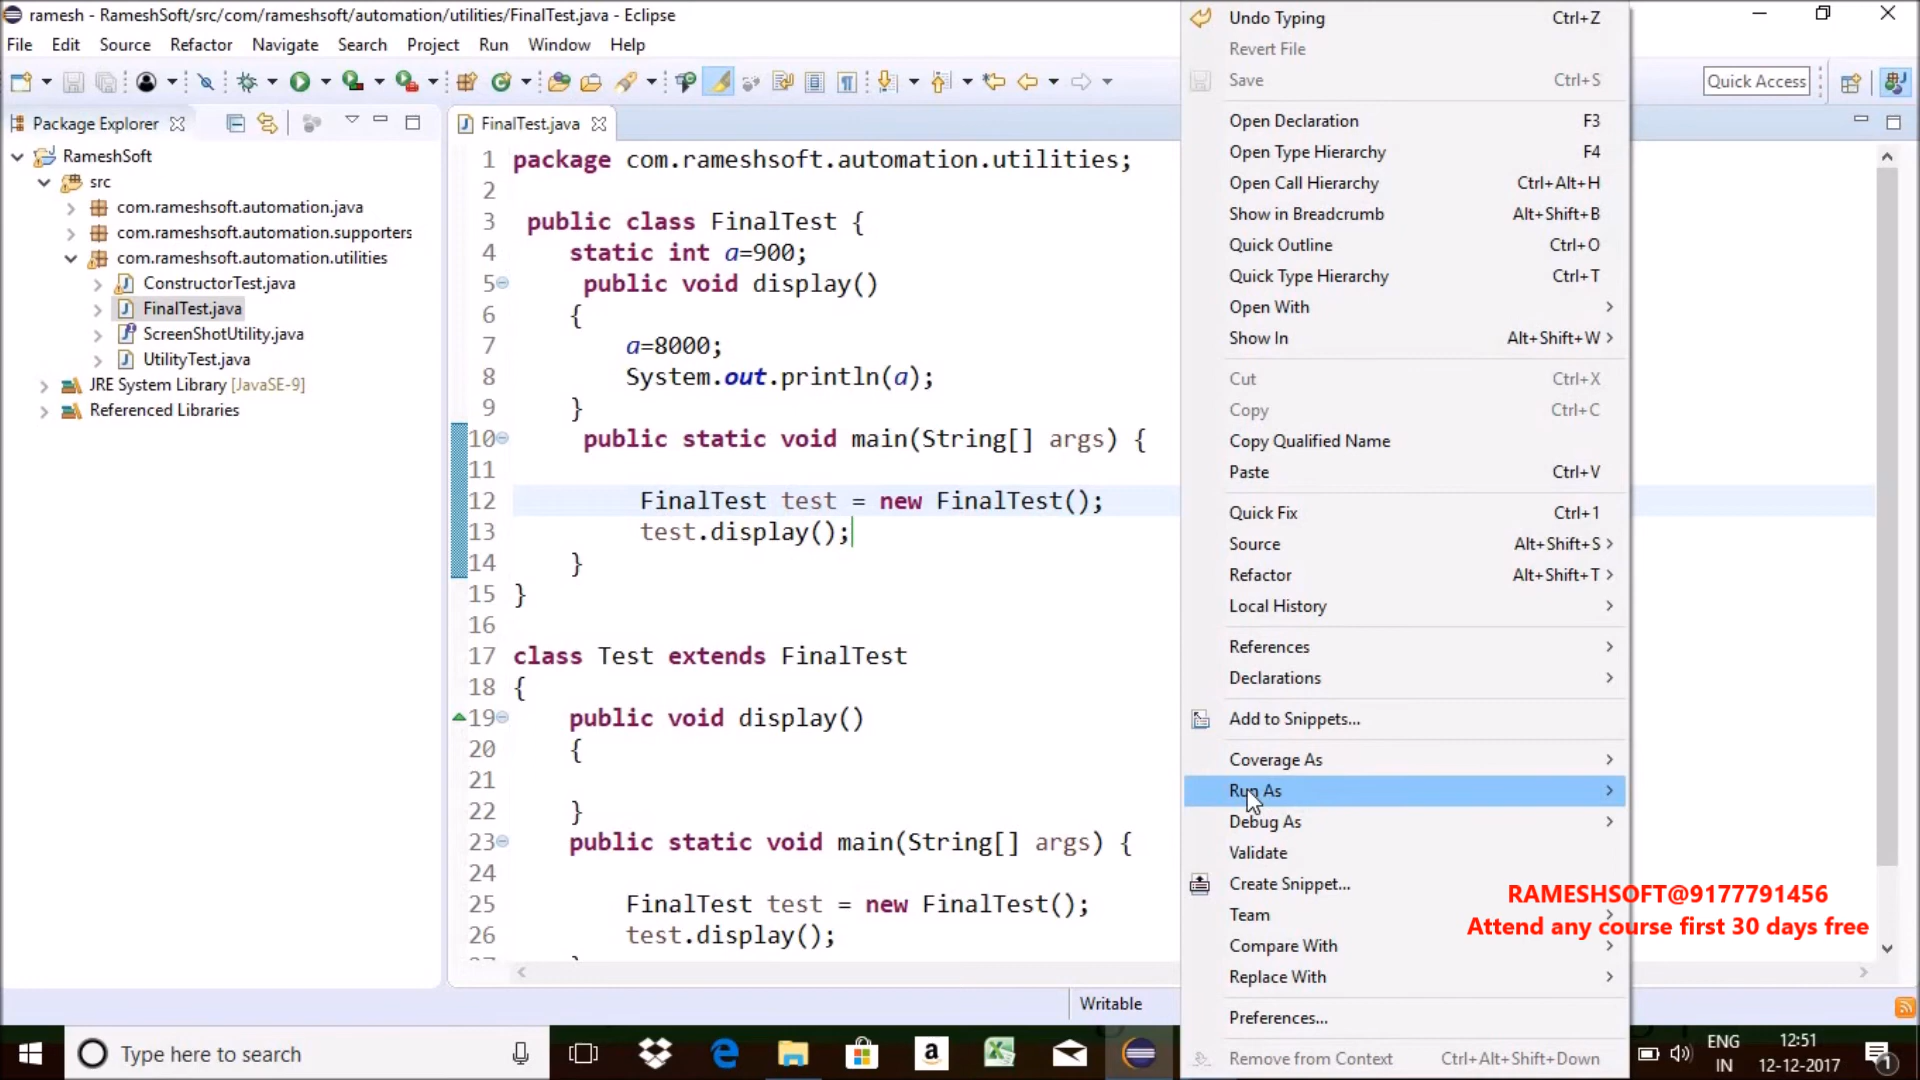 ramesh - RameshSoft/src/com/rameshsoft/automation/utilities/FinalTest.java - Eclipse
File Edit Source Refactor Navigate Search Project Run Window Help
Quick Access
Package Explorer
RameshSoft
src
com.rameshsoft.automation.java
com.rameshsoft.automation.supporters
com.rameshsoft.automation.utilities
ConstructorTest.java
FinalTest.java
ScreenShotUtility.java
UtilityTest.java
JRE System Library [JavaSE-9]
Referenced Libraries
FinalTest.java
1 package com.rameshsoft.automation.utilities;
2
3 public class FinalTest {
4 static int a=900;
5 public void display()
6 {
7 a=8000;
8 System.out.println(a);
9 }
10 public static void main(String[] args) {
11
12 FinalTest test = new FinalTest();
13 test.display();
14 }
15 }
16
17 class Test extends FinalTest
18 {
19 public void display()
20 {
21
22 }
23 public static void main(String[] args) {
24
25 FinalTest test = new FinalTest();
26 test.display();
Undo Typing Ctrl+Z
Revert File
Save Ctrl+S
Open Declaration F3
Open Type Hierarchy F4
Open Call Hierarchy Ctrl+Alt+H
Show in Breadcrumb Alt+Shift+B
Quick Outline Ctrl+O
Quick Type Hierarchy Ctrl+T
Open With
Show In Alt+Shift+W
Cut Ctrl+X
Copy Ctrl+C
Copy Qualified Name
Paste Ctrl+V
Quick Fix Ctrl+1
Source Alt+Shift+S
Refactor Alt+Shift+T
Local History
References
Declarations
Add to Snippets...
Coverage As
Run As
Debug As
Validate
Create Snippet...
Team
Compare With
Replace With
Preferences...
Remove from Context Ctrl+Alt+Shift+Down
RAMESHSOFT@9177791456
Attend any course first 30 days free
Writable
Type here to search
ENG
IN
12:51
12-12-2017
1